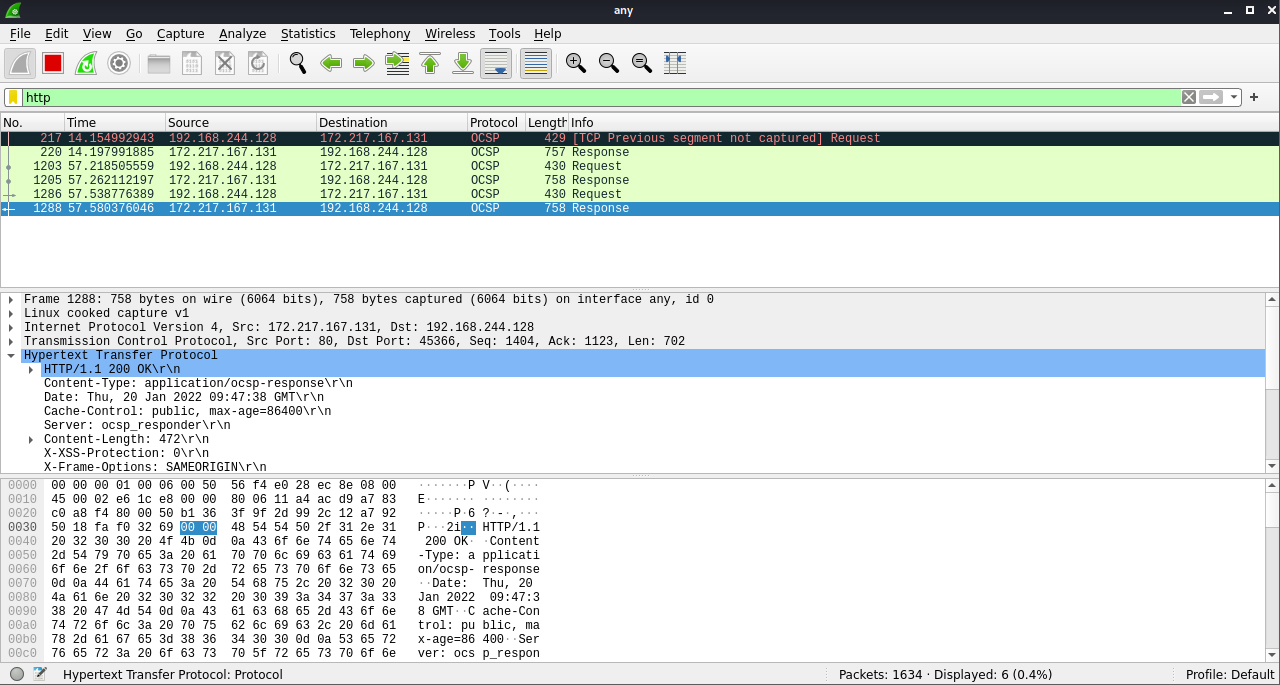 any
File Edit View Go Capture Analyze Statistics Telephony Wireless Tools Help
http
No. Time Source Destination Protocol Length Info
217 14.154992943 192.168.244.128 172.217.167.131 OCSP 429 [TCP Previous segment not captured] Request
220 14.197991885 172.217.167.131 192.168.244.128 OCSP 757 Response
1203 57.218505559 192.168.244.128 172.217.167.131 OCSP 430 Request
1205 57.262112197 172.217.167.131 192.168.244.128 OCSP 758 Response
1286 57.538776389 192.168.244.128 172.217.167.131 OCSP 430 Request
1288 57.580376046 172.217.167.131 192.168.244.128 OCSP 758 Response
Frame 1288: 758 bytes on wire (6064 bits), 758 bytes captured (6064 bits) on interface any, id 0
Linux cooked capture v1
Internet Protocol Version 4, Src: 172.217.167.131, Dst: 192.168.244.128
Transmission Control Protocol, Src Port: 80, Dst Port: 45366, Seq: 1404, Ack: 1123, Len: 702
Hypertext Transfer Protocol
HTTP/1.1 200 OK\r\n
Content-Type: application/ocsp-response\r\n
Date: Thu, 20 Jan 2022 09:47:38 GMT\r\n
Cache-Control: public, max-age=86400\r\n
Server: ocsp_responder\r\n
Content-Length: 472\r\n
X-XSS-Protection: 0\r\n
X-Frame-Options: SAMEORIGIN\r\n
0000 00 00 00 01 00 06 00 50 56 f4 e0 28 ec 8e 08 00 ·······P V··(····
0010 45 00 02 e6 1c e8 00 00 80 06 11 a4 ac d9 a7 83 E······· ········
0020 c0 a8 f4 80 00 50 b1 36 3f 9f 2d 99 2c 12 a7 92 ·····P·6 ?·-·,···
0030 50 18 fa f0 32 69 00 00 48 54 54 50 2f 31 2e 31 P···2i·· HTTP/1.1
0040 20 32 30 30 20 4f 4b 0d 0a 43 6f 6e 74 65 6e 74 200 OK· ·Content
0050 2d 54 79 70 65 3a 20 61 70 70 6c 69 63 61 74 69 -Type: a pplicati
0060 6f 6e 2f 6f 63 73 70 2d 72 65 73 70 6f 6e 73 65 on/ocsp- response
0070 0d 0a 44 61 74 65 3a 20 54 68 75 2c 20 32 30 20 ··Date: Thu, 20
0080 4a 61 6e 20 32 30 32 32 20 30 39 3a 34 37 3a 33 Jan 2022 09:47:3
0090 38 20 47 4d 54 0d 0a 43 61 63 68 65 2d 43 6f 6e 8 GMT··C ache-Con
00a0 74 72 6f 6c 3a 20 70 75 62 6c 69 63 2c 20 6d 61 trol: pu blic, ma
00b0 78 2d 61 67 65 3d 38 36 34 30 30 0d 0a 53 65 72 x-age=86 400··Ser
00c0 76 65 72 3a 20 6f 63 73 70 5f 72 65 73 70 6f 6e ver: ocs p_respon
Hypertext Transfer Protocol: Protocol
Packets: 1634 · Displayed: 6 (0.4%)
Profile: Default